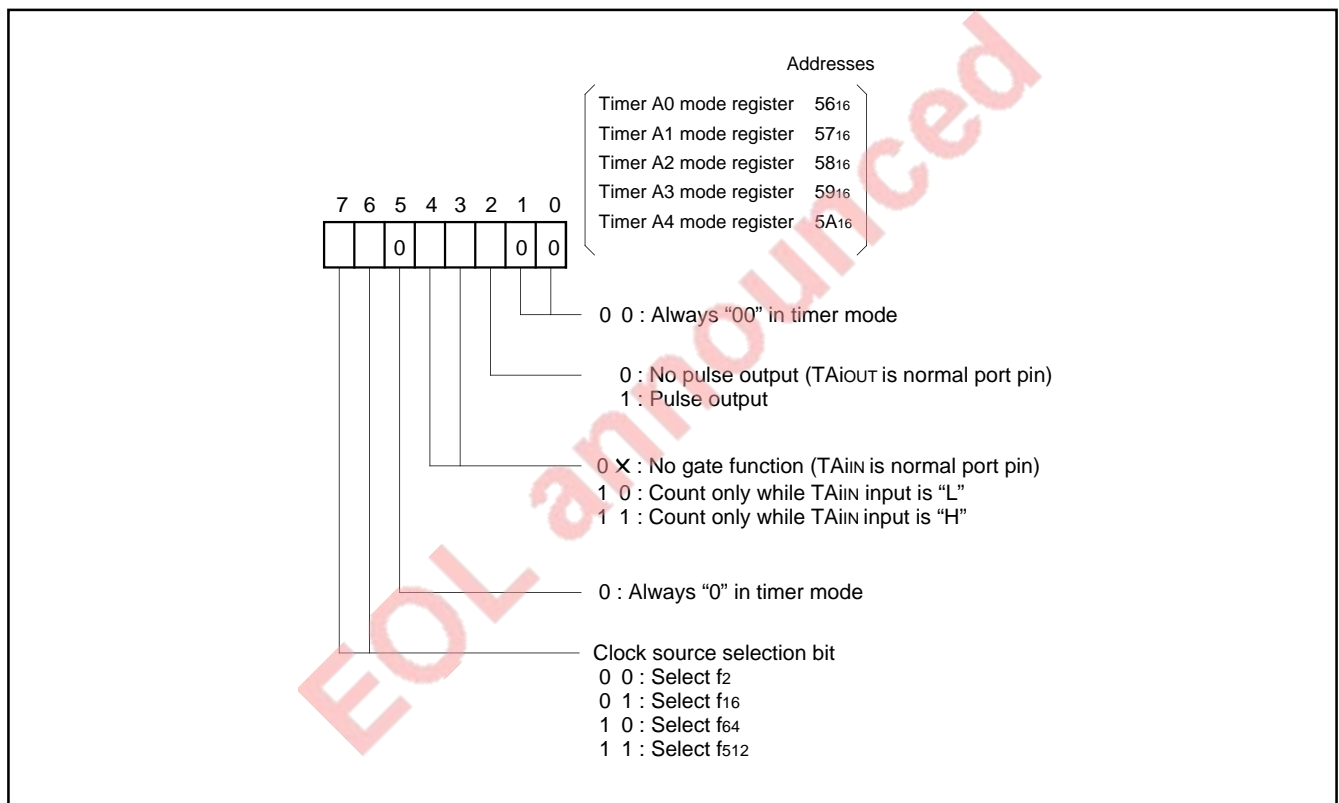 Addresses
Timer A0 mode register 5616
Timer A1 mode register 5716
Timer A2 mode register 5816
Timer A3 mode register 5916
Timer A4 mode register 5A16
7 6 5 4 3 2 1 0
0 0 0
0 0 : Always “00” in timer mode
0 : No pulse output (TAiOUT is normal port pin)
1 : Pulse output
0 × : No gate function (TAiIN is normal port pin)
1 0 : Count only while TAiIN input is “L”
1 1 : Count only while TAiIN input is “H”
0 : Always “0” in timer mode
Clock source selection bit
0 0 : Select f2
0 1 : Select f16
1 0 : Select f64
1 1 : Select f512
EOL announced